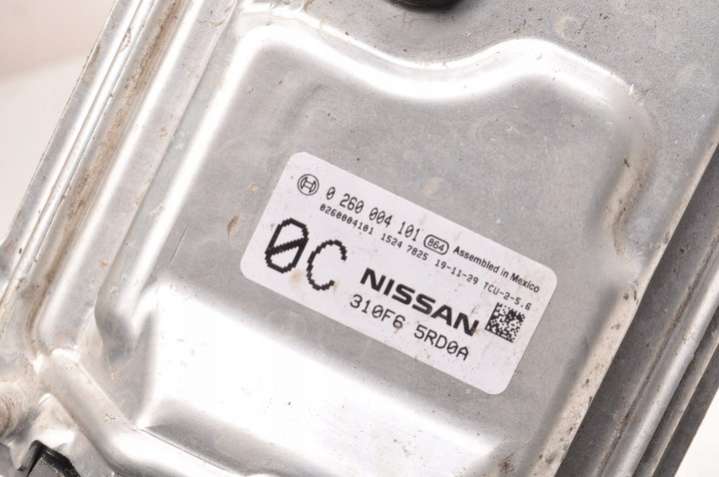 0 260 004 101 864 Assembled in Mexico
0260004101 1524 7825 19-11-29 TCU-2-5.6
0C NISSAN
310F6 5RD0A